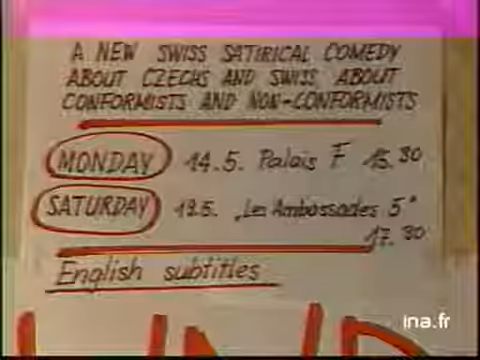 A NEW SWISS SATIRICAL COMEDY
ABOUT CZECHS AND SWISS ABOUT
CONFORMISTS AND NON-CONFORMISTS
MONDAY 14.5. Palais F 15.30
SATURDAY 19.5. „Les Ambassades 5"
17.30
English subtitles
ina.fr